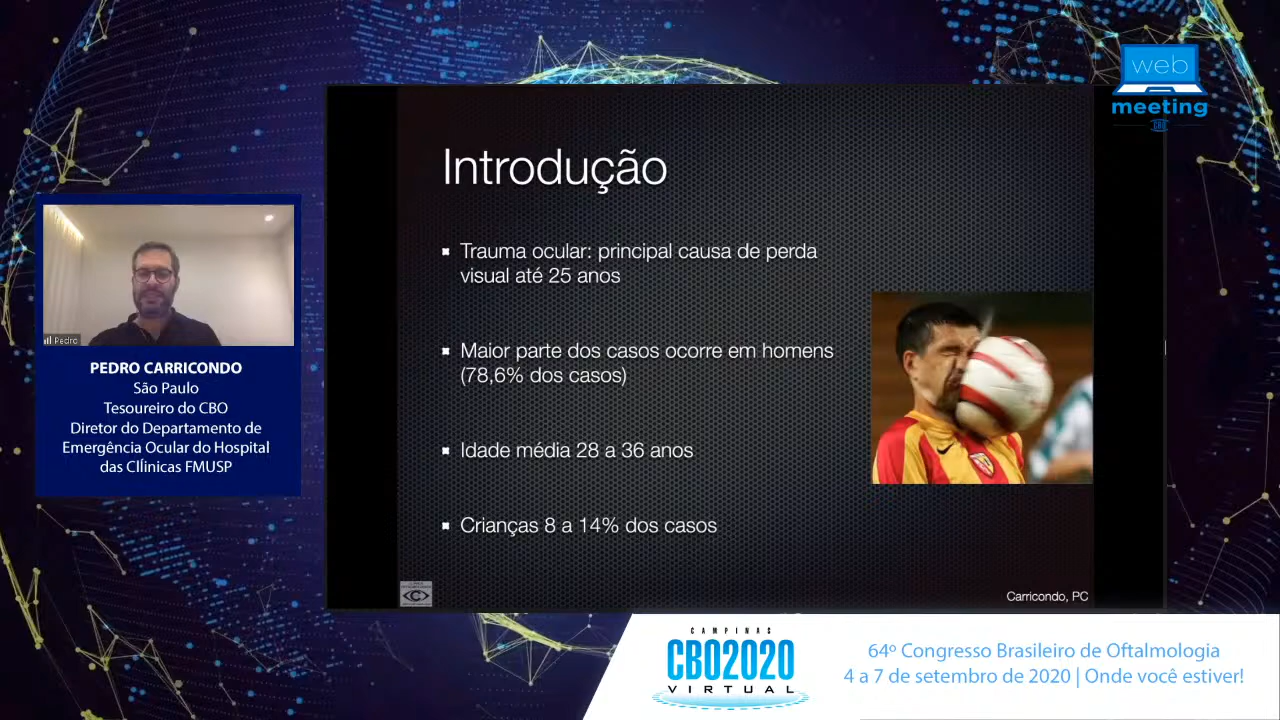 web
meeting
Introdução
Trauma ocular: principal causa de perda
visual até 25 anos
Maior parte dos casos ocorre em homens
(78,6% dos casos)
Idade média 28 a 36 anos
Crianças 8 a 14% dos casos
Carricondo, PC
Pedro
PEDRO CARRICONDO
São Paulo
Tesoureiro do CBO
Diretor do Departamento de
Emergência Ocular do Hospital
das ClÍinicas FMUSP
CAMPINAS
CBO2020
VIRTUAL
64º Congresso Brasileiro de Oftalmologia
4 a 7 de setembro de 2020 | Onde você estiver!